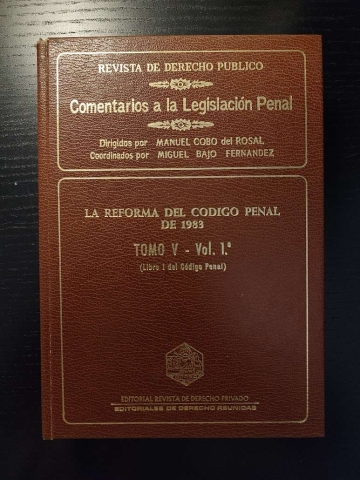 REVISTA DE DERECHO PUBLICO
Comentarios a la Legislación Penal
Dirigidos por MANUEL COBO del ROSAL
Coordinados por MIGUEL BAJO FERNANDEZ
LA REFORMA DEL CODIGO PENAL
DE 1983
TOMO V - Vol. 1.º
(Libro I del Código Penal)
EDITORIAL REVISTA DE DERECHO PRIVADO
EDITORIALES DE DERECHO REUNIDAS